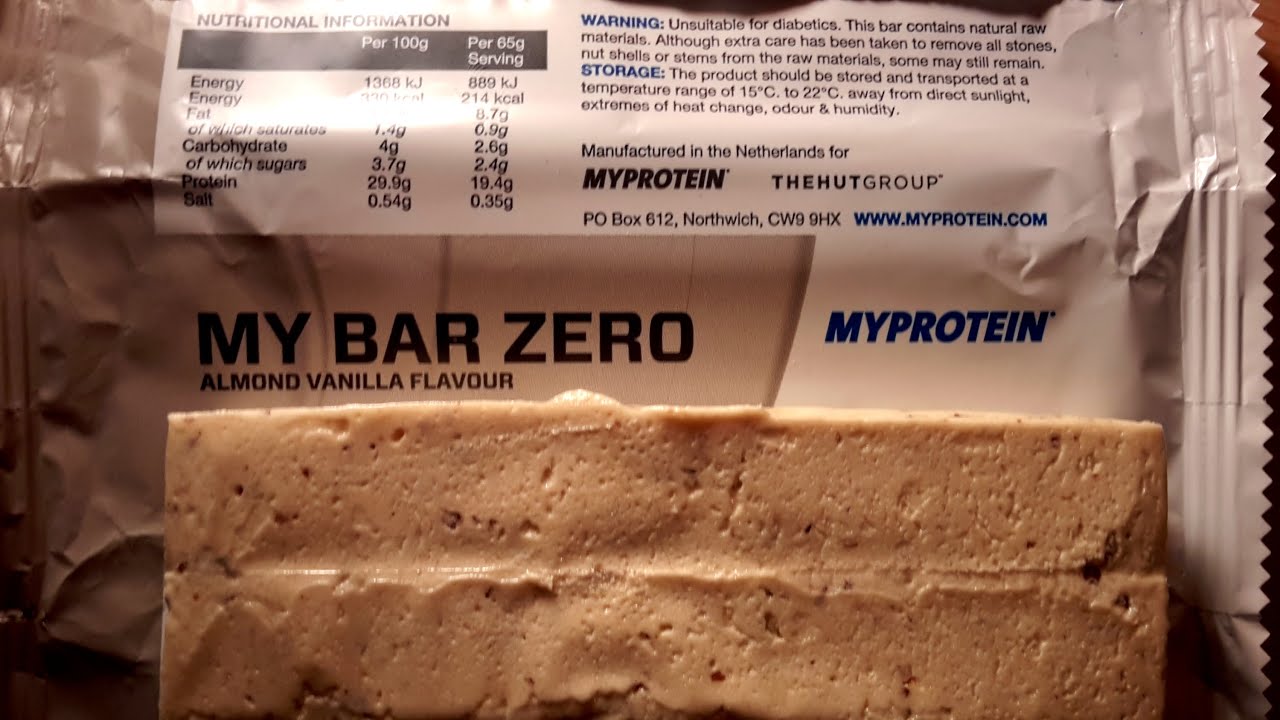 NUTRITIONAL INFORMATION
Per 100g Per 65g
Serving
Energy 1368 kJ 889 kJ
Energy 214 kcal
Fat 8.7g
of which saturates 1.4g 0.9g
Carbohydrate 4g 2.6g
of which sugars 3.7g 2.4g
Protein 29.9g 19.4g
Salt 0.54g 0.35g
WARNING: Unsuitable for diabetics. This bar contains natural raw
materials. Although extra care has been taken to remove all stones,
nut shells or stems from the raw materials, some may still remain.
STORAGE: The product should be stored and transported at a
temperature range of 15°C. to 22°C. away from direct sunlight,
extremes of heat change, odour & humidity.
Manufactured in the Netherlands for
MYPROTEIN THEHUTGROUP
PO Box 612, Northwich, CW9 9HX WWW.MYPROTEIN.COM
MY BAR ZERO
ALMOND VANILLA FLAVOUR
MYPROTEIN